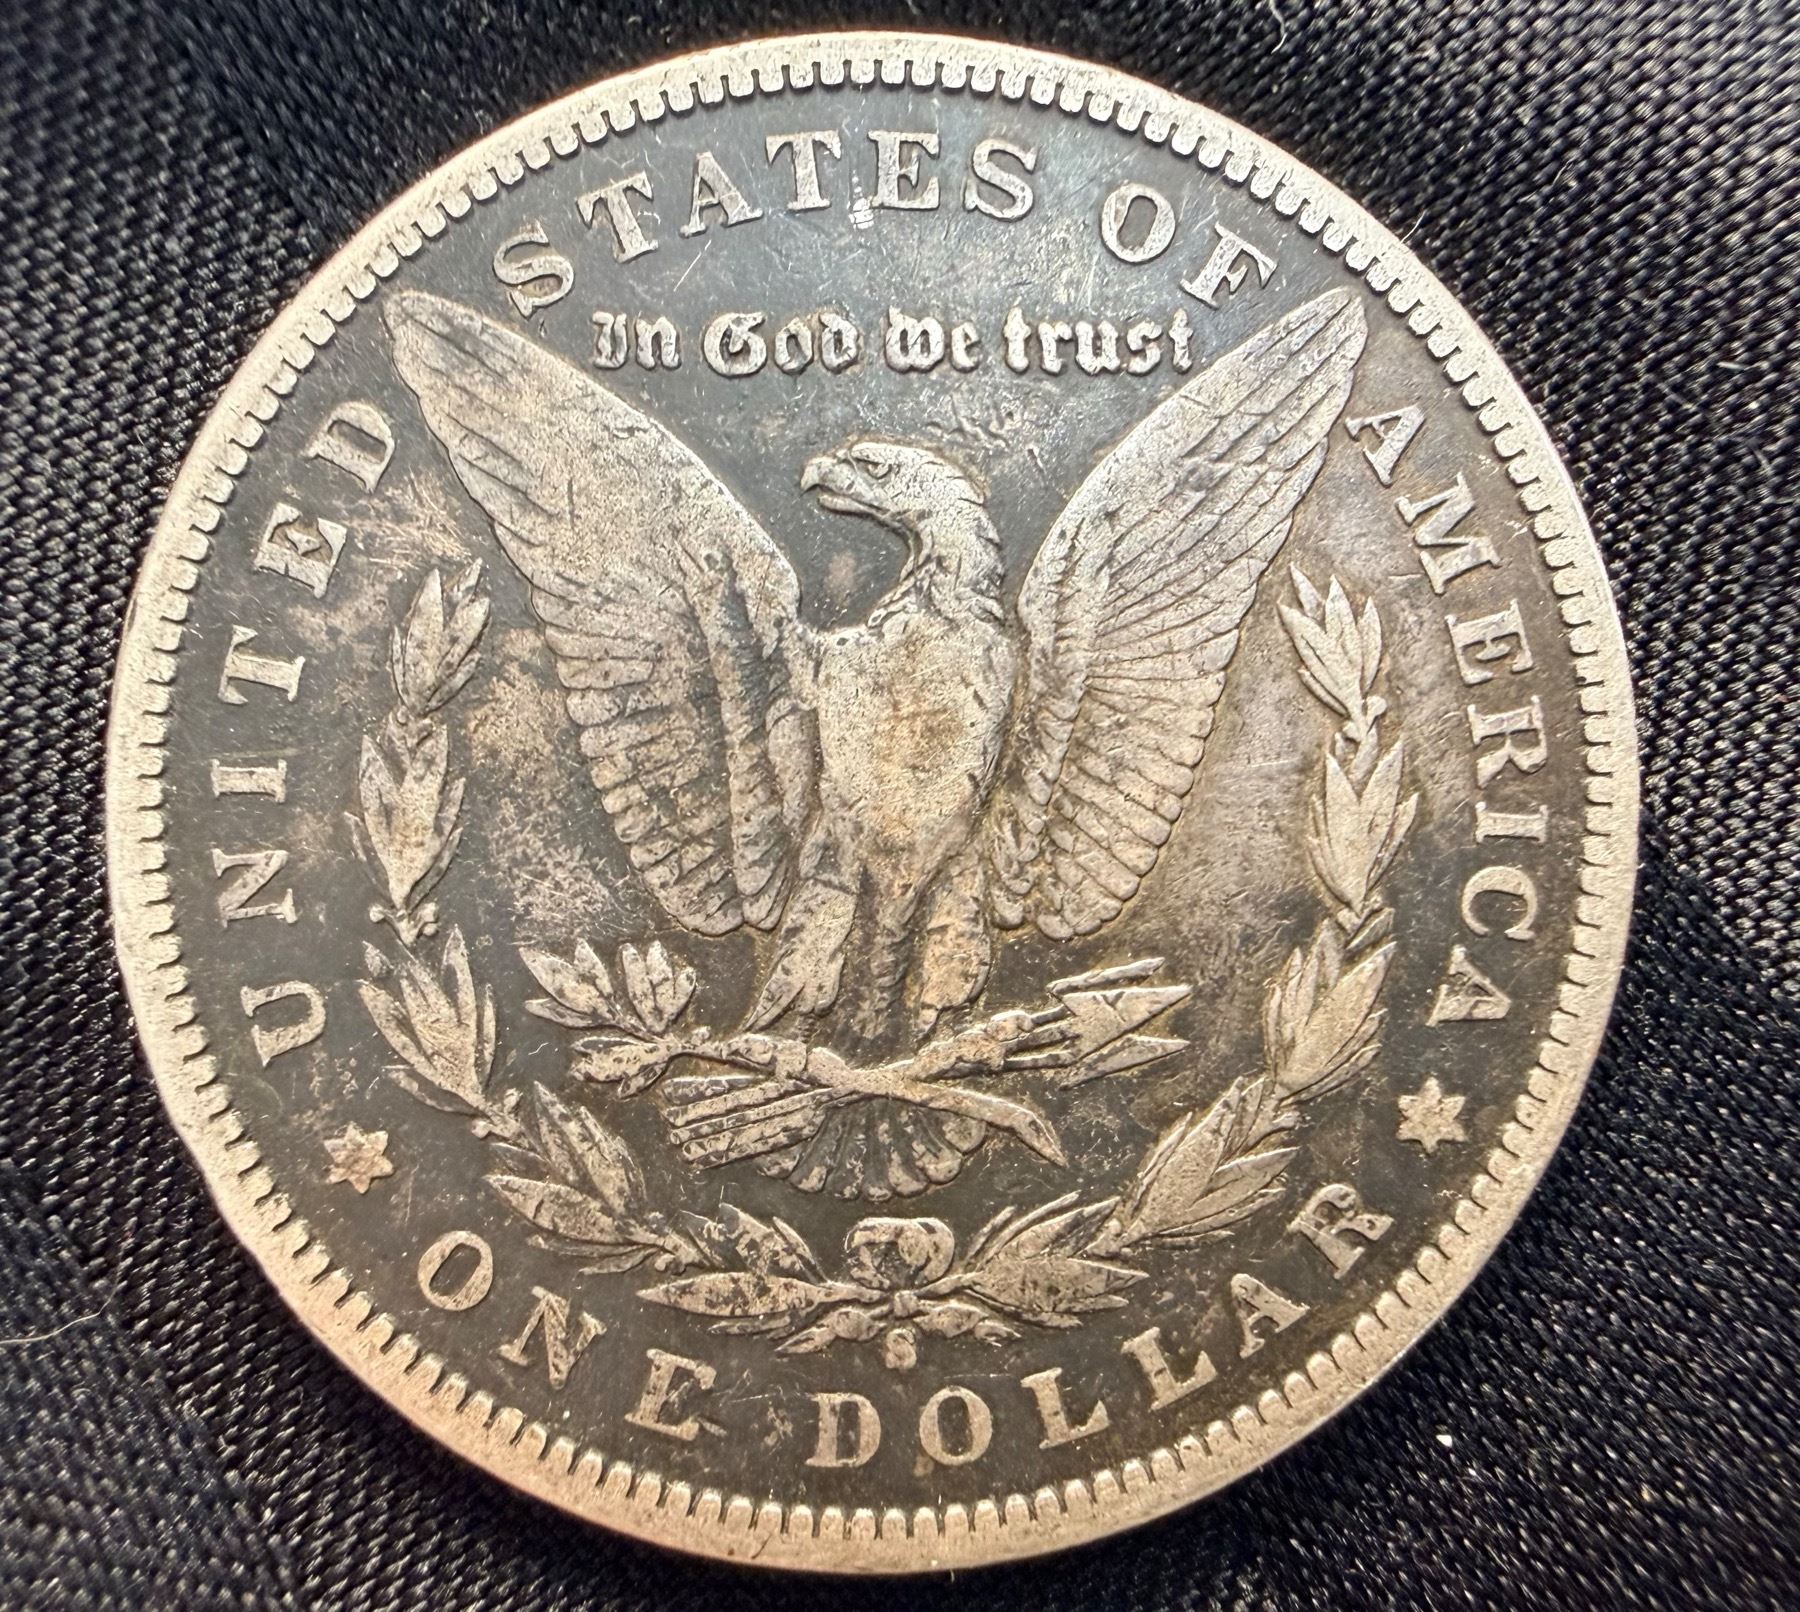 UNITED STATES OF AMERICA
In God we trust
S
ONE DOLLAR